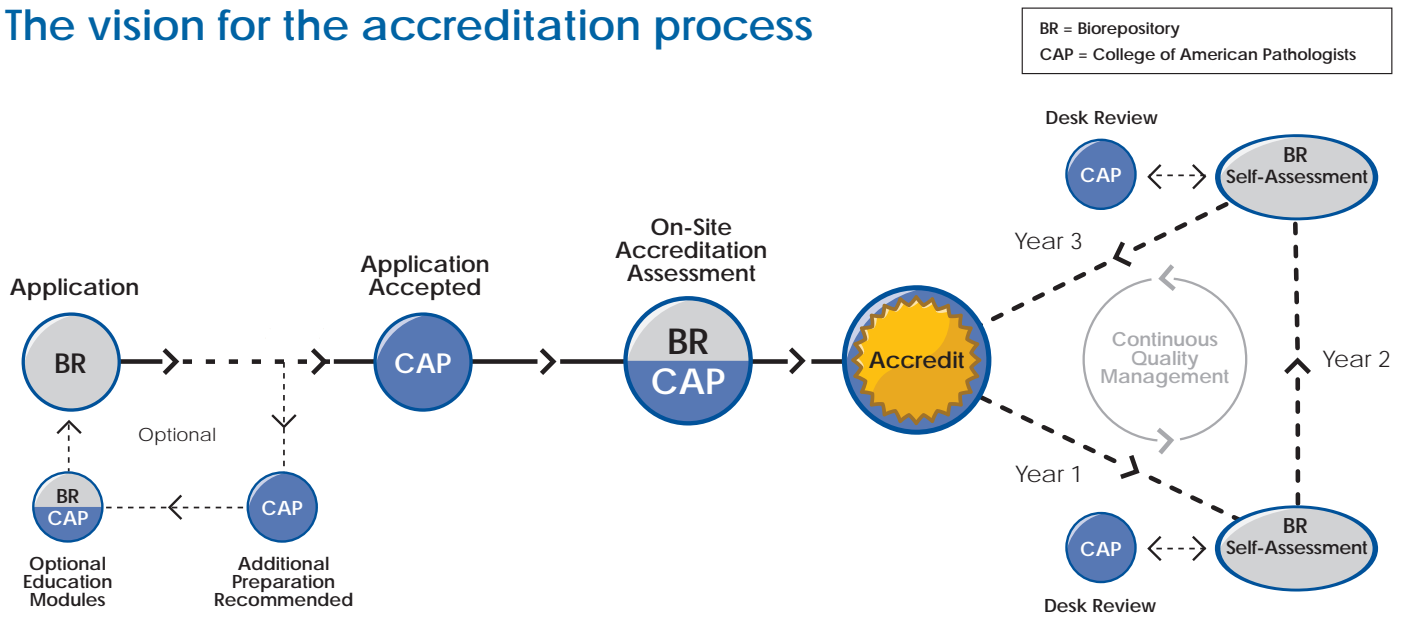 The vision for the accreditation process
BR = Biorepository
CAP = College of American Pathologists
Application
BR
Optional
BR
CAP
Optional
Education
Modules
CAP
Additional
Preparation
Recommended
Application
Accepted
CAP
On-Site
Accreditation
Assessment
BR
CAP
Accredit
Year 1
CAP
Desk Review
BR
Self-Assessment
Year 2
Desk Review
CAP
BR
Self-Assessment
Year 3
Continuous
Quality
Management